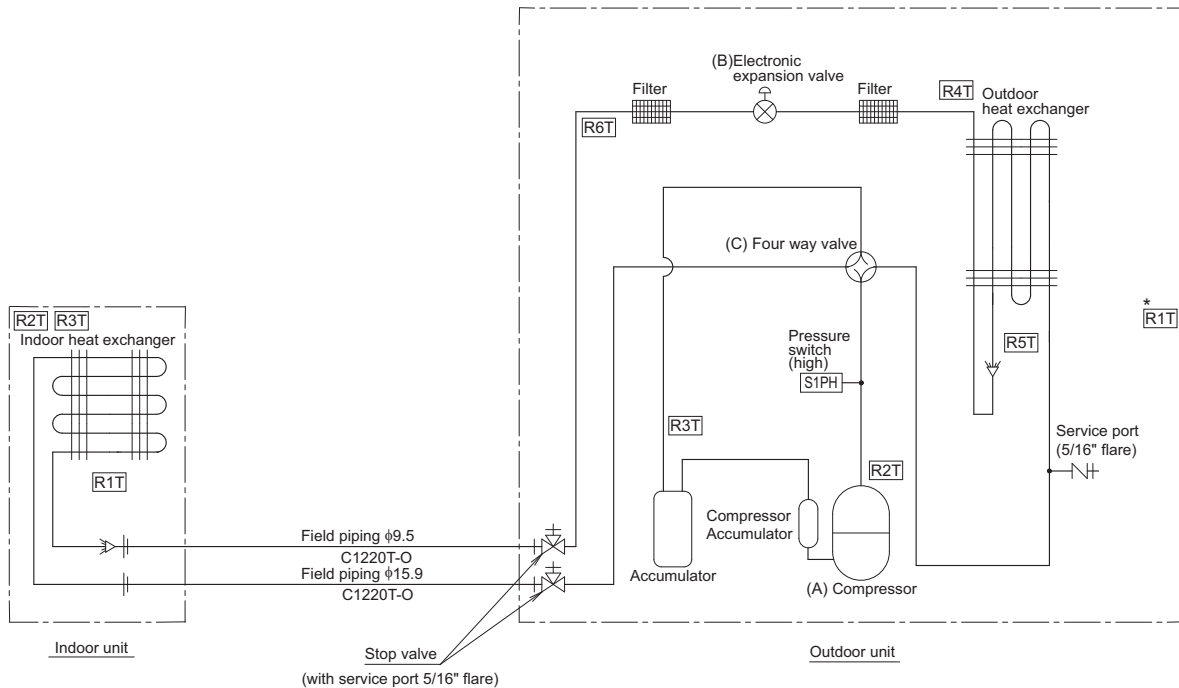 (B)Electronic
expansion valve
Filter
Filter
R4T
Outdoor
heat exchanger
R6T
(C) Four way valve
*
R1T
R2T R3T
Indoor heat exchanger
Pressure
switch
(high)
S1PH
R5T
R3T
Service port
(5/16" flare)
R1T
R2T
Compressor
Accumulator
Field piping ϕ9.5
C1220T-O
Accumulator
Field piping ϕ15.9
C1220T-O
(A) Compressor
Indoor unit
Stop valve
(with service port 5/16" flare)
Outdoor unit